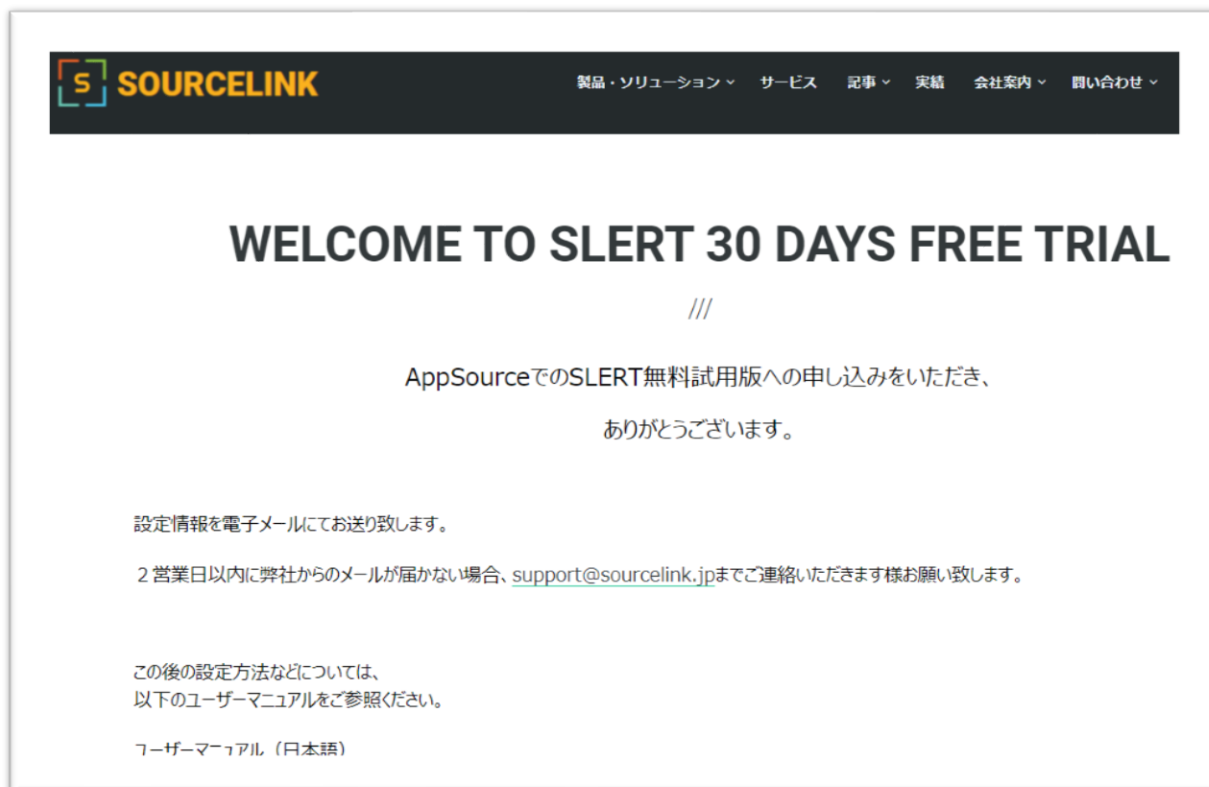 S SOURCELINK
製品・ソリューション サービス 記事 実績 会社案内 問い合わせ
WELCOME TO SLERT 30 DAYS FREE TRIAL
///
AppSourceでのSLERT無料試用版への申し込みをいただき、
ありがとうございます。
設定情報を電子メールにてお送り致します。
２営業日以内に弊社からのメールが届かない場合、support@sourcelink.jpまでご連絡いただきます様お願い致します。
この後の設定方法などについては、
以下のユーザーマニュアルをご参照ください。
ユーザーマニュアル（日本語）